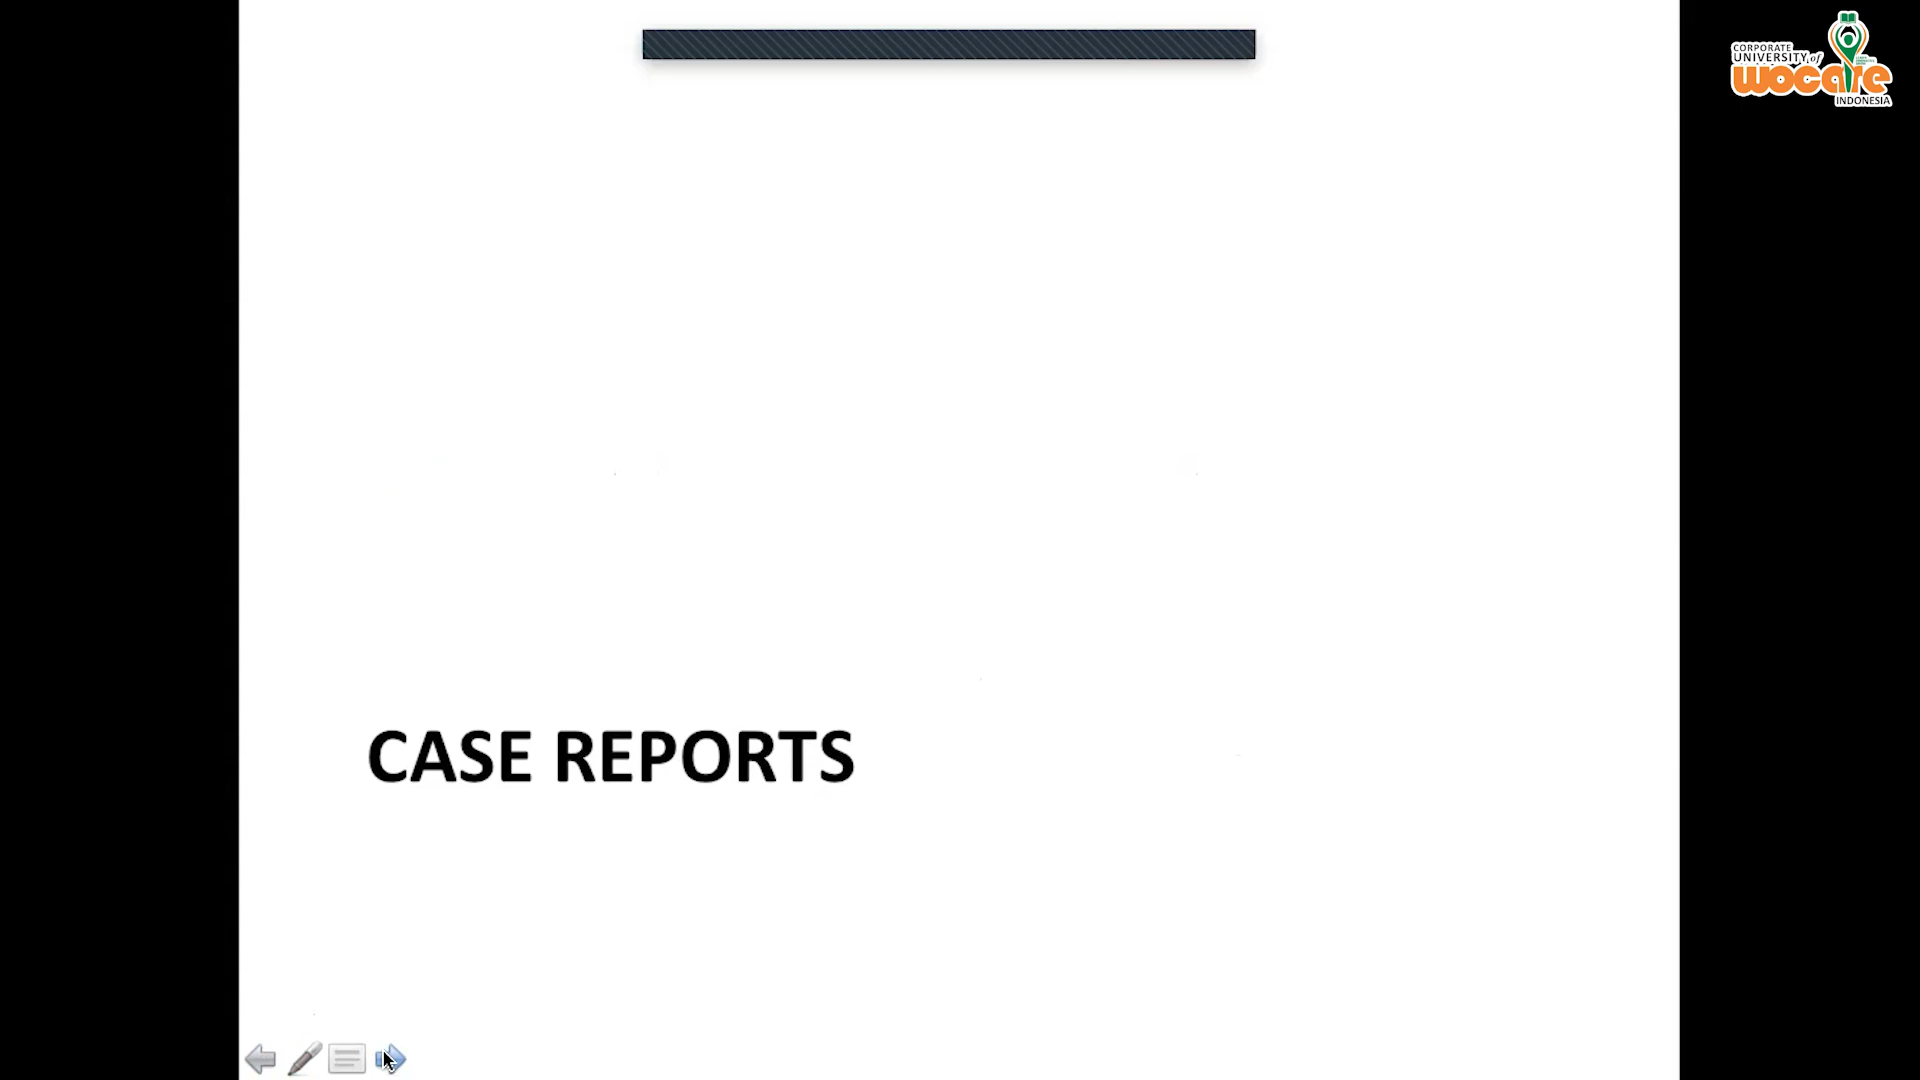 CORPORATE
UNIVERSITY of
wocare
INDONESIA
CASE REPORTS